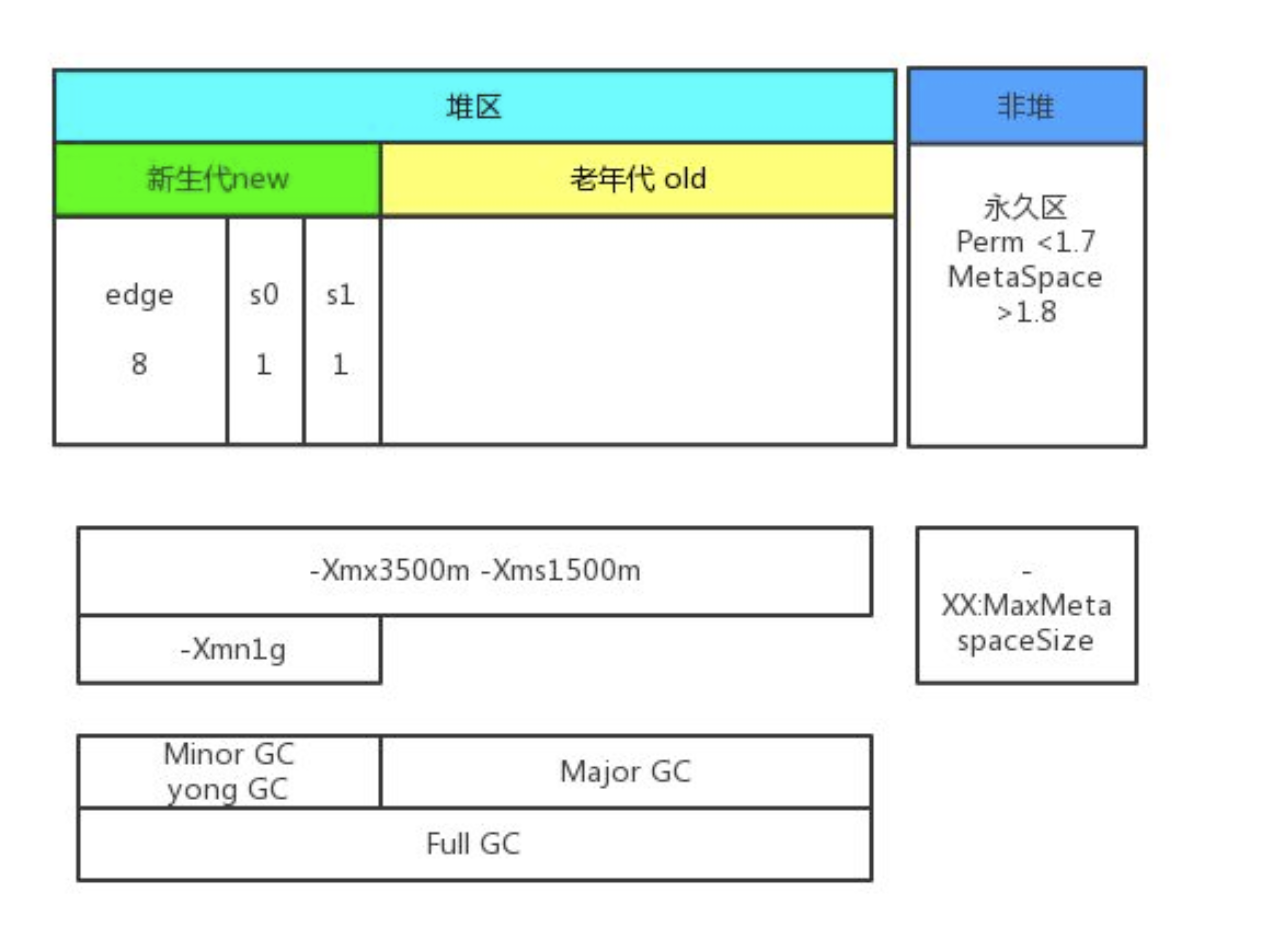 堆区
非堆
新生代new
老年代 old
永久区
Perm <1.7
MetaSpace
>1.8
edge
s0
s1
8
1
1
-Xmx3500m -Xms1500m
-
XX:MaxMeta
spaceSize
-Xmn1g
Minor GC
yong GC
Major GC
Full GC